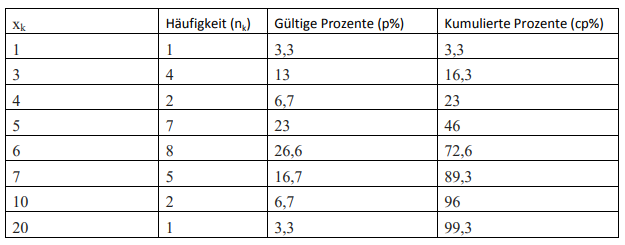 xk Häufigkeit (nk) Gültige Prozente (p%) Kumulierte Prozente (cp%)
1 1 3,3 3,3
3 4 13 16,3
4 2 6,7 23
5 7 23 46
6 8 26,6 72,6
7 5 16,7 89,3
10 2 6,7 96
20 1 3,3 99,3